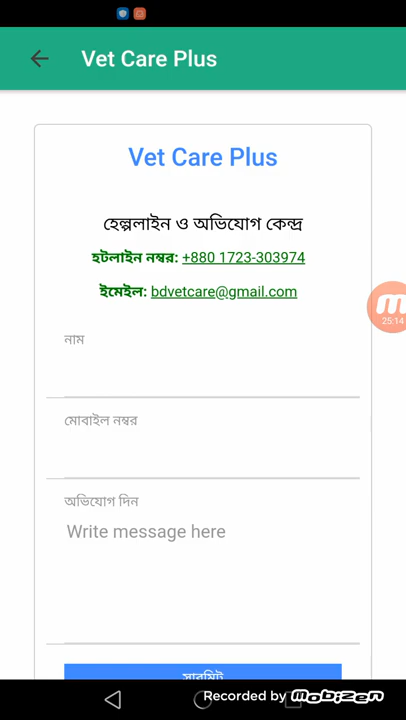 Vet Care Plus
Vet Care Plus
হেল্পলাইন ও অভিযোগ কেন্দ্র
হটলাইন নম্বর: +880 1723-303974
ইমেইল: bdvetcare@gmail.com
25:14
নাম
মোবাইল নম্বর
অভিযোগ দিন
Write message here
সাবমিট
Recorded by mobizen